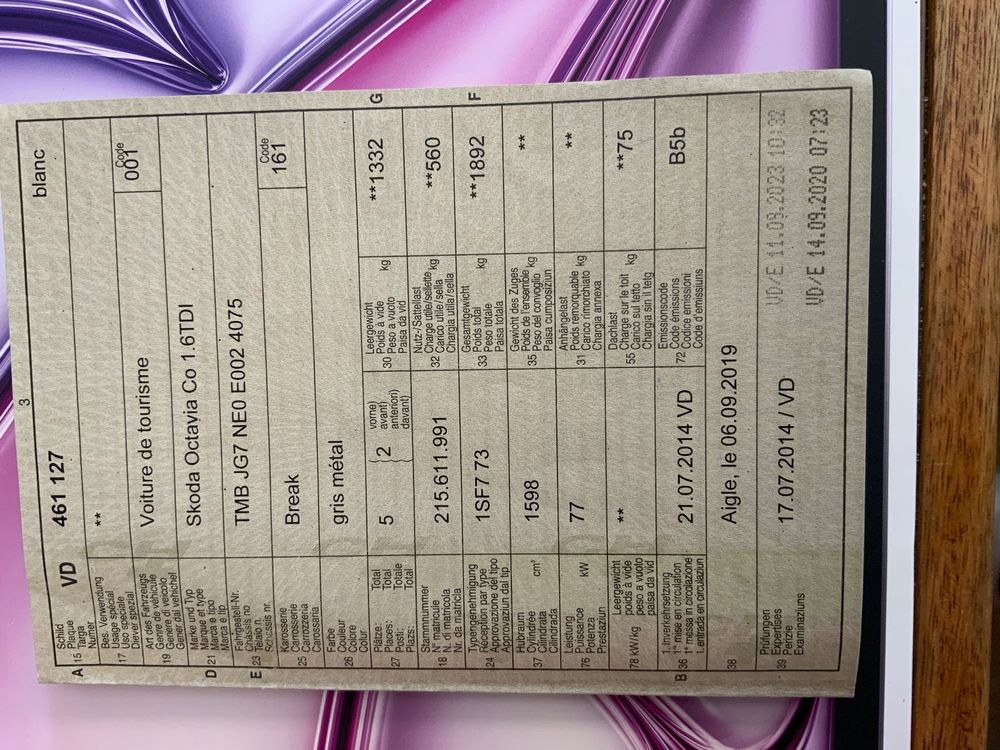 3
A 15 Schild
Plaque
Targa
Numer
VD 461 127 blanc
17 Bes. Verwendung
Usage spécial
Uso speciale
Diever spezial
**
19 Art des Fahrzeugs
Genre de véhicule
Genere di veicolo
Gener dal vehichel
Voiture de tourisme
Code
001
D 21 Marke und Typ
Marque et type
Marca e tipo
Marca e tip
Skoda Octavia Co 1.6TDI
E 23 Fahrgestell-Nr.
Châssis no
Telaio n.
Schassis nr.
TMB JG7 NE0 E002 4075
25 Karosserie
Carrosserie
Carrozzeria
Carossaria
Break
Code
161
26 Farbe
Couleur
Colore
Colur
gris métal
27 Plätze: Total
Places: Total
Posti: Totale
Plazs: Total
5 2
vorne)
avant)
anteriori)
davant)
30 Leergewicht
Poids à vide
Peso a vuoto
Paisa da vid
kg
**1332 G
18 Stammnummer
N° matricule
N. di matricola
Nr. da matricla
215.611.991
32 Nutz-/Sattellast
Charge utile/sellette
Carico utile/sella
Chargia utila/sella
kg
**560
24 Typengenehmigung
Réception par type
Approvazione del tipo
Approvaziun dal tip
1SF7 73
33 Gesamtgewicht
Poids total
Peso totale
Paisa totala
kg
**1892 F
37 Hubraum
Cylindrée
Cilindrata
Cilindrada
cm³
1598
35 Gewicht des Zuges
Poids de l'ensemble
Peso del convoglio
Paisa cumposiziun
kg
**
76 Leistung
Puissance
Potenza
Prestaziun
kW
77
31 Anhängelast
Poids remorquable
Carico rimorchiato
Chargia annexa
kg
**
78 kW/kg Leergewicht
poids à vide
peso a vuoto
paisa da vid
**
55 Dachlast
Charge sur le toit
Carico sul tetto
Chargia sin il tetg
kg
**75
B 36 1. Inverkehrsetzung
1re mise en circulation
1a messa in circolazione
1. entrada en circulaziun
21.07.2014 VD
72 Emissionscode
Code émissions
Codice emissioni
Code d'emissiuns
B5b
38
Aigle, le 06.09.2019
39 Prüfungen
Expertises
Perizie
Examinaziuns
17.07.2014 / VD
VD/E 11.09.2023 10:32
VD/E 14.09.2020 07:23